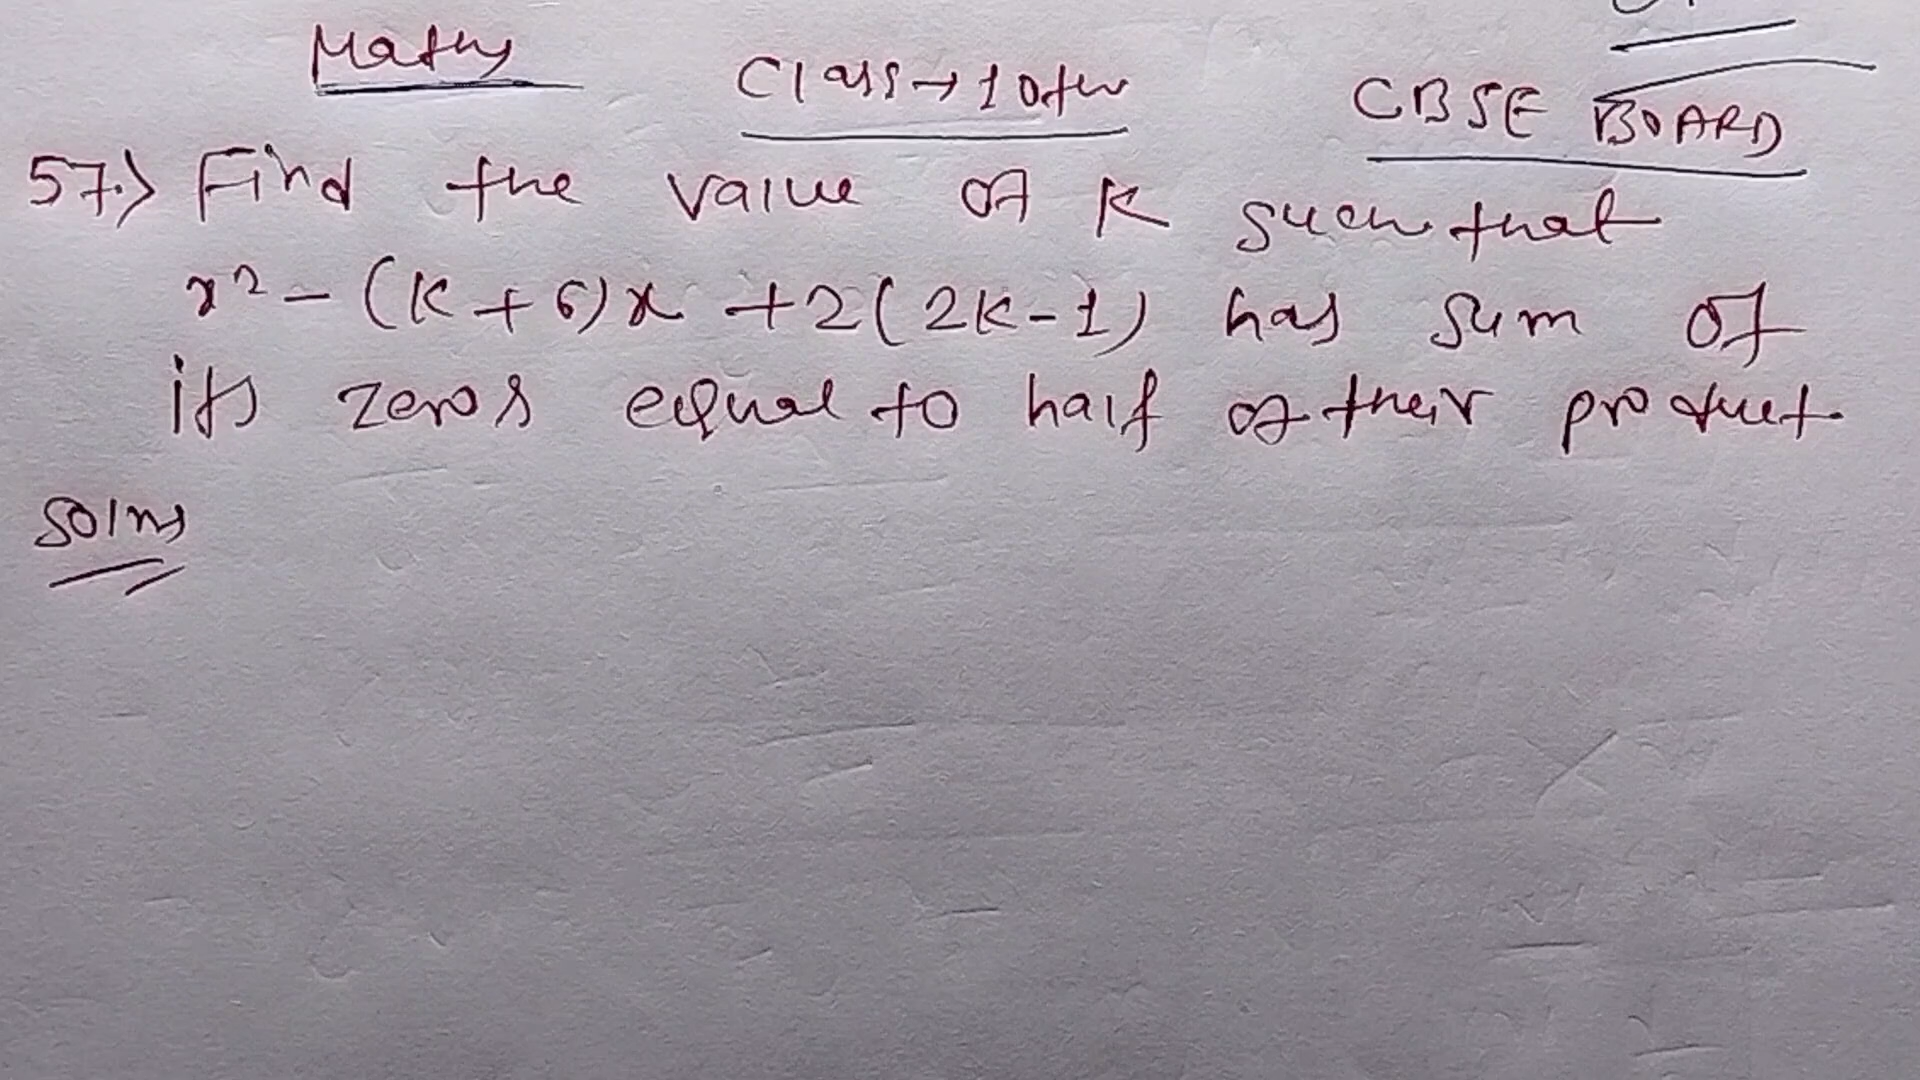 Maths
Class → 10th
CBSE BOARD
57.) Find the value of K such that
x² - (K + 6)x + 2(2K - 1) has sum of
its zeros equal to half of their product.
Solns